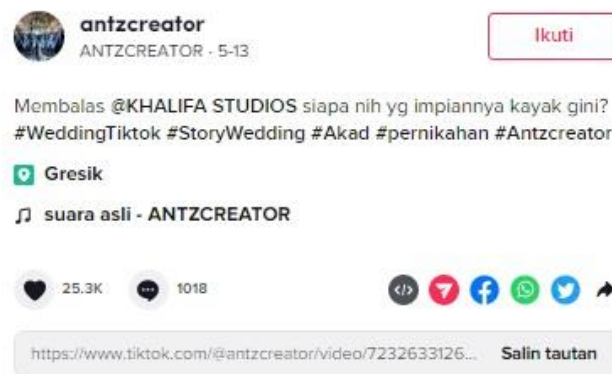 antzcreator
ANTZCREATOR · 5-13
Ikuti
Membalas @KHALIFA STUDIOS siapa nih yg impiannya kayak gini?
#WeddingTiktok #StoryWedding #Akad #pernikahan #Antzcreator
Gresik
suara asli - ANTZCREATOR
25.3K
1018
https://www.tiktok.com/@antzcreator/video/7232633126...
Salin tautan